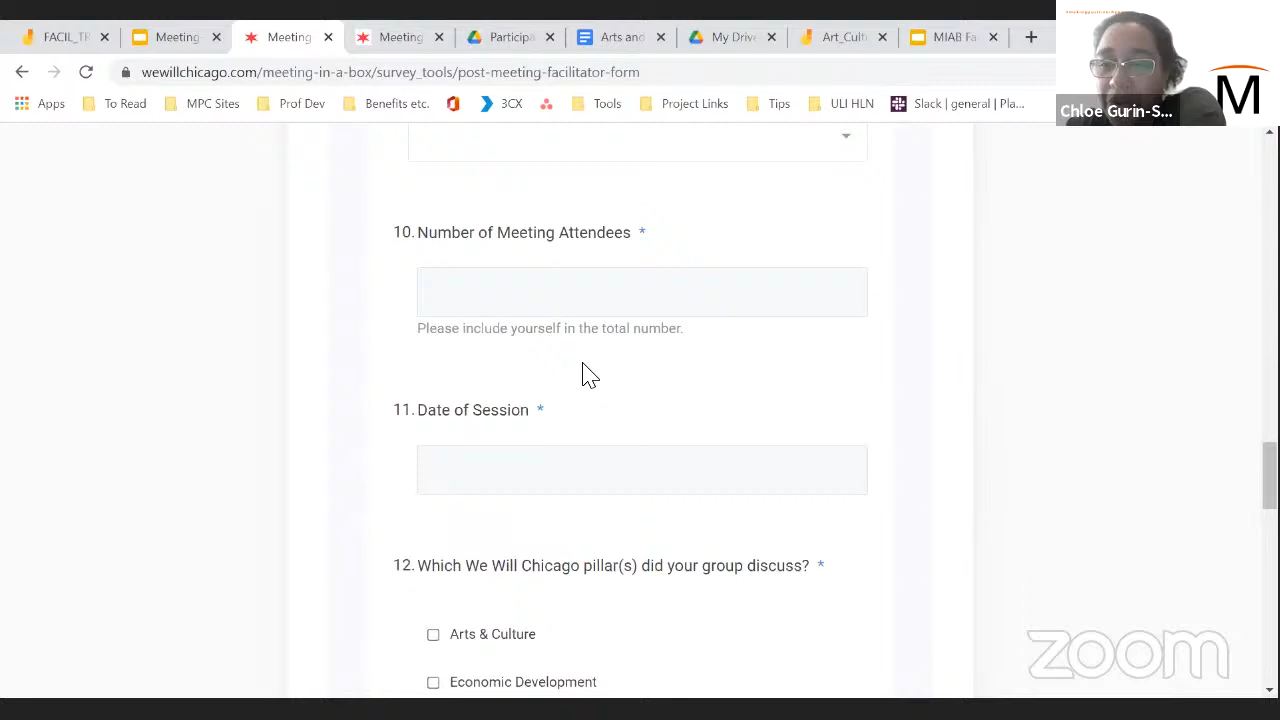 FACIL_TF
Meeting
Meeting
Me
Participa
Arts and
My Drive
Art_Cult
MIAB Fa
wewillchicago.com/meeting-in-a-box/survey_tools/post-meeting-facilitator-form
Apps
To Read
MPC Sites
Prof Dev
Benefits etc.
3CX
Tools
Project Links
Tips
ULI HLN
Slack | general | Pla...
Chloe Gurin-S...
M
10. Number of Meeting Attendees *
Please include yourself in the total number.
11. Date of Session *
12. Which We Will Chicago pillar(s) did your group discuss? *
Arts & Culture
Economic Development
zoom